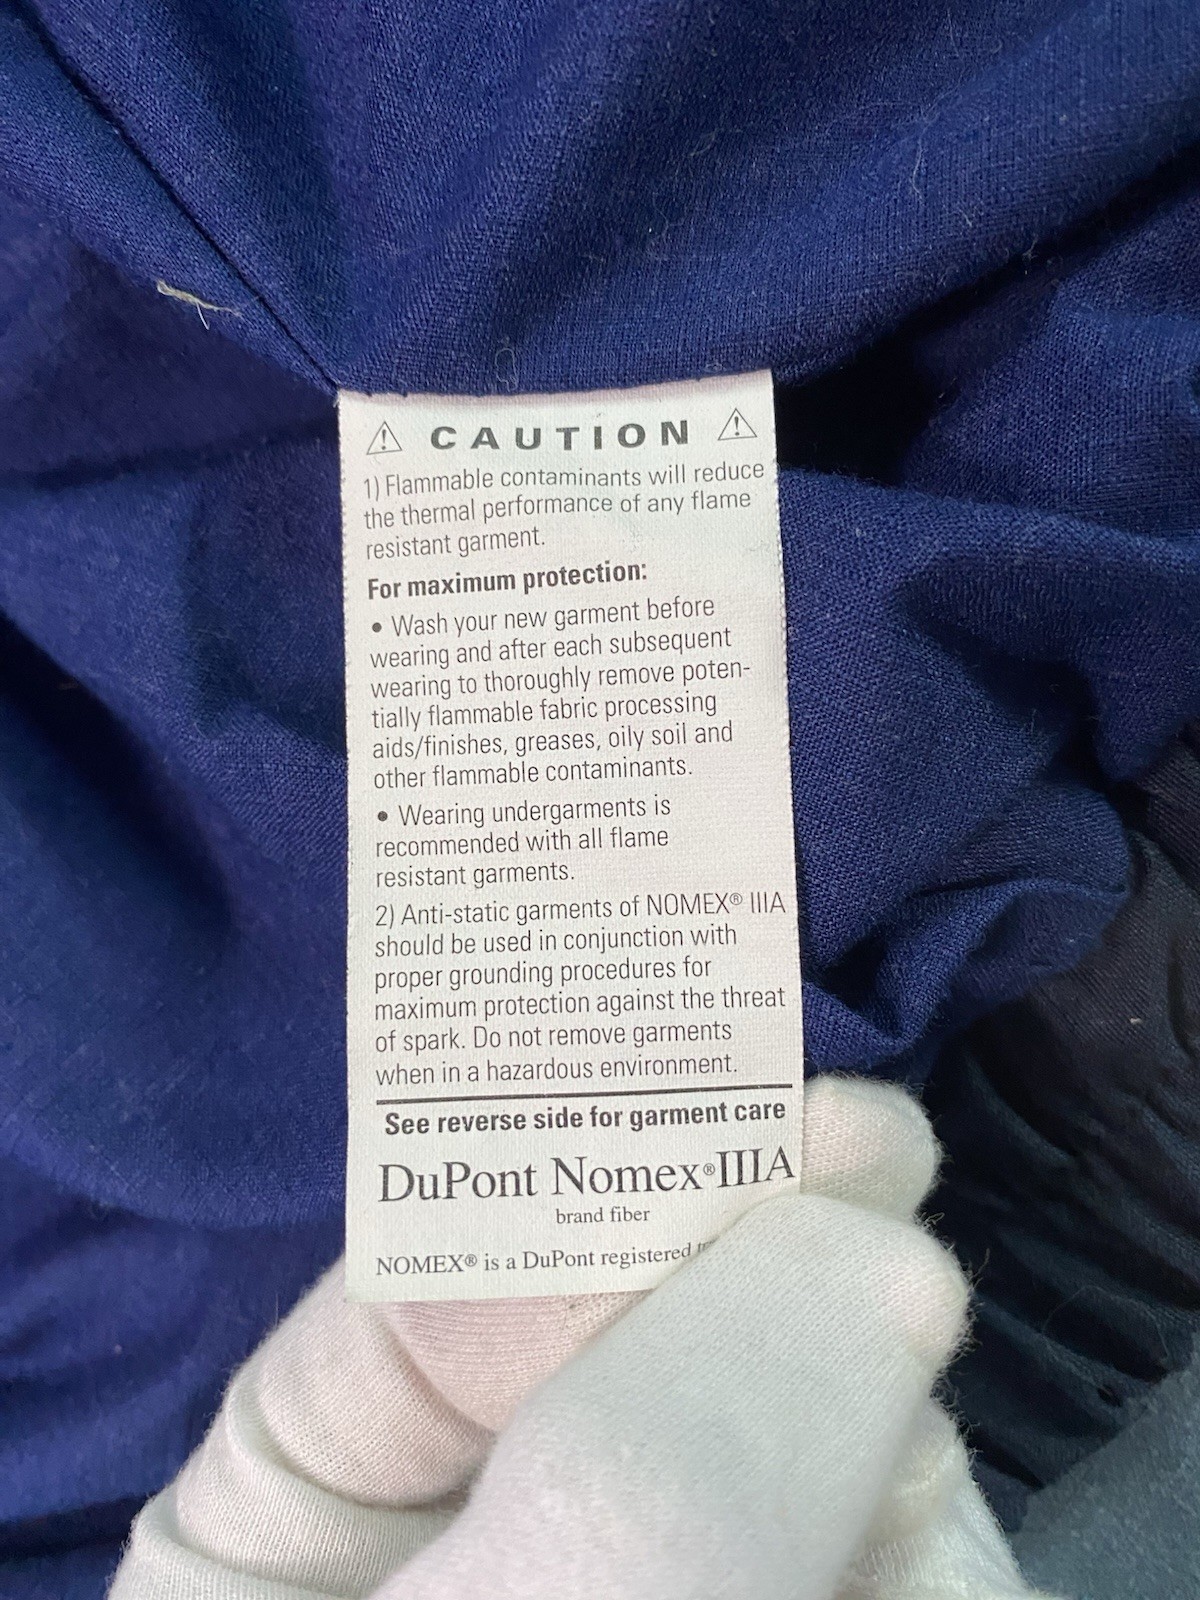 CAUTION
1) Flammable contaminants will reduce
the thermal performance of any flame
resistant garment.
For maximum protection:
• Wash your new garment before
wearing and after each subsequent
wearing to thoroughly remove poten-
tially flammable fabric processing
aids/finishes, greases, oily soil and
other flammable contaminants.
• Wearing undergarments is
recommended with all flame
resistant garments.
2) Anti-static garments of NOMEX® IIIA
should be used in conjunction with
proper grounding procedures for
maximum protection against the threat
of spark. Do not remove garments
when in a hazardous environment.
See reverse side for garment care
DuPont Nomex®IIIA
brand fiber
NOMEX® is a DuPont registered